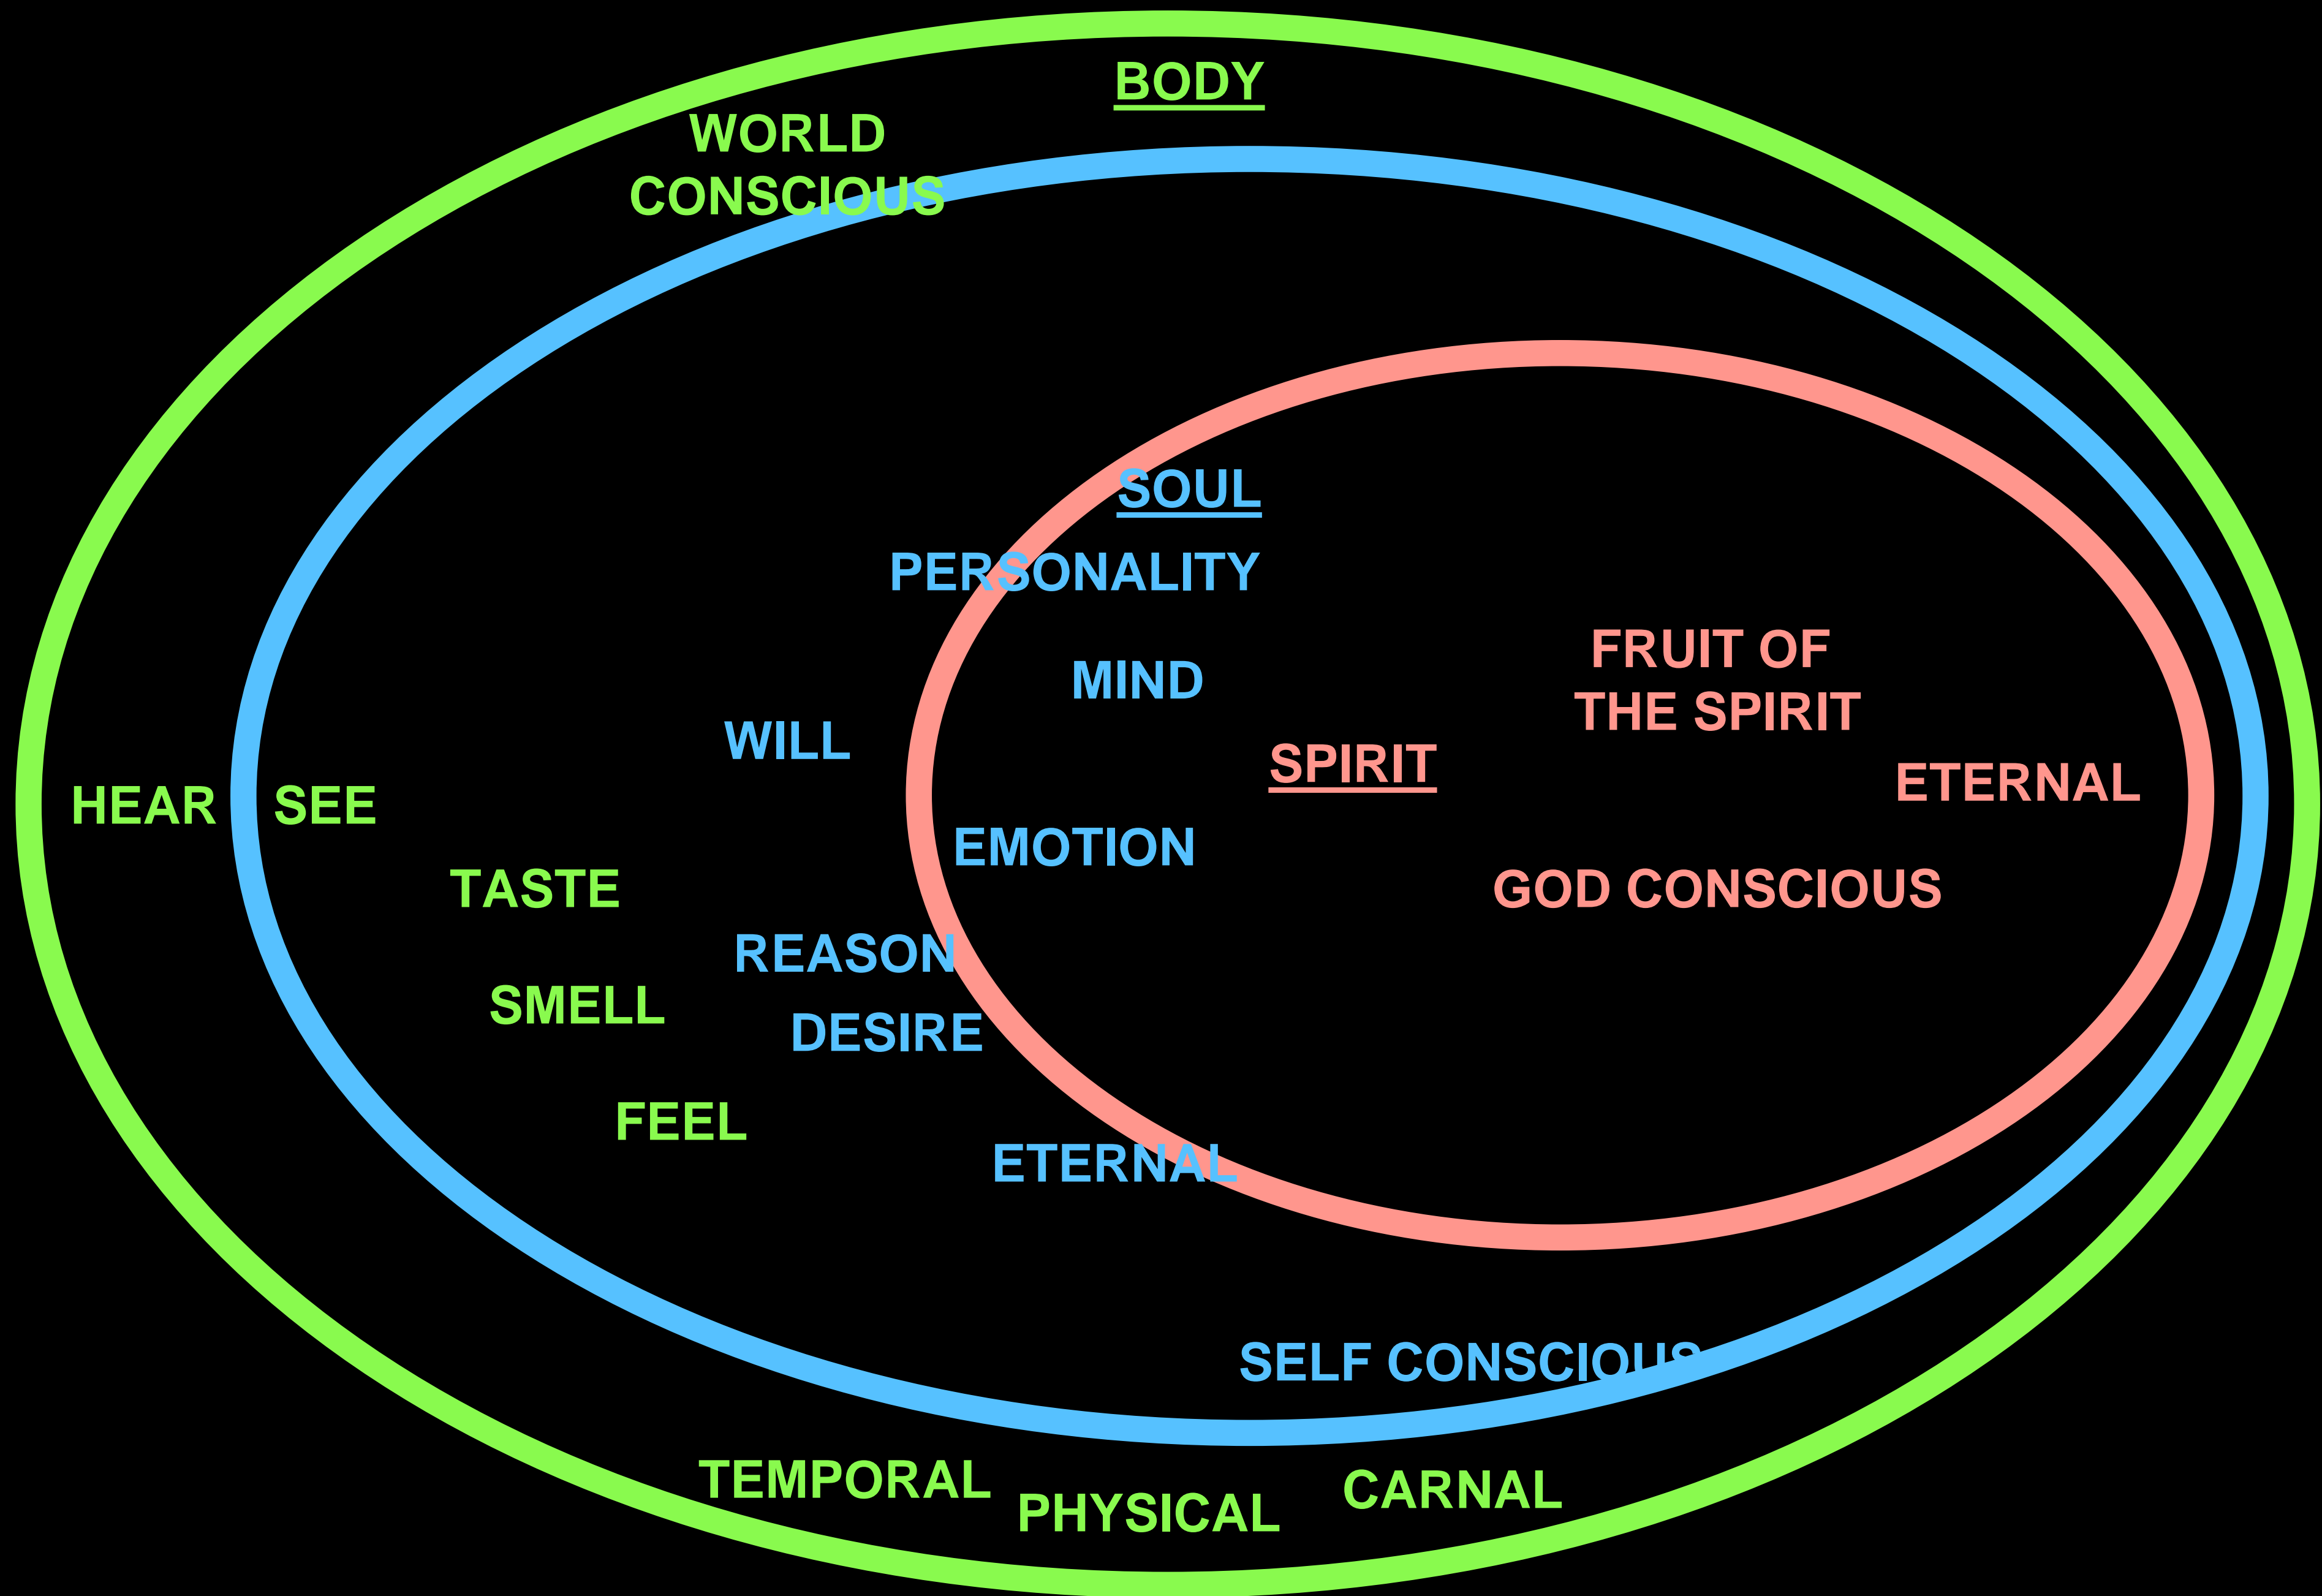 BODY
WORLD
CONSCIOUS
SOUL
PERSONALITY
FRUIT OF
THE SPIRIT
MIND
WILL
SPIRIT
ETERNAL
HEAR SEE
EMOTION
TASTE
GOD CONSCIOUS
REASON
SMELL
DESIRE
FEEL
ETERNAL
SELF CONSCIOUS
TEMPORAL
PHYSICAL
CARNAL